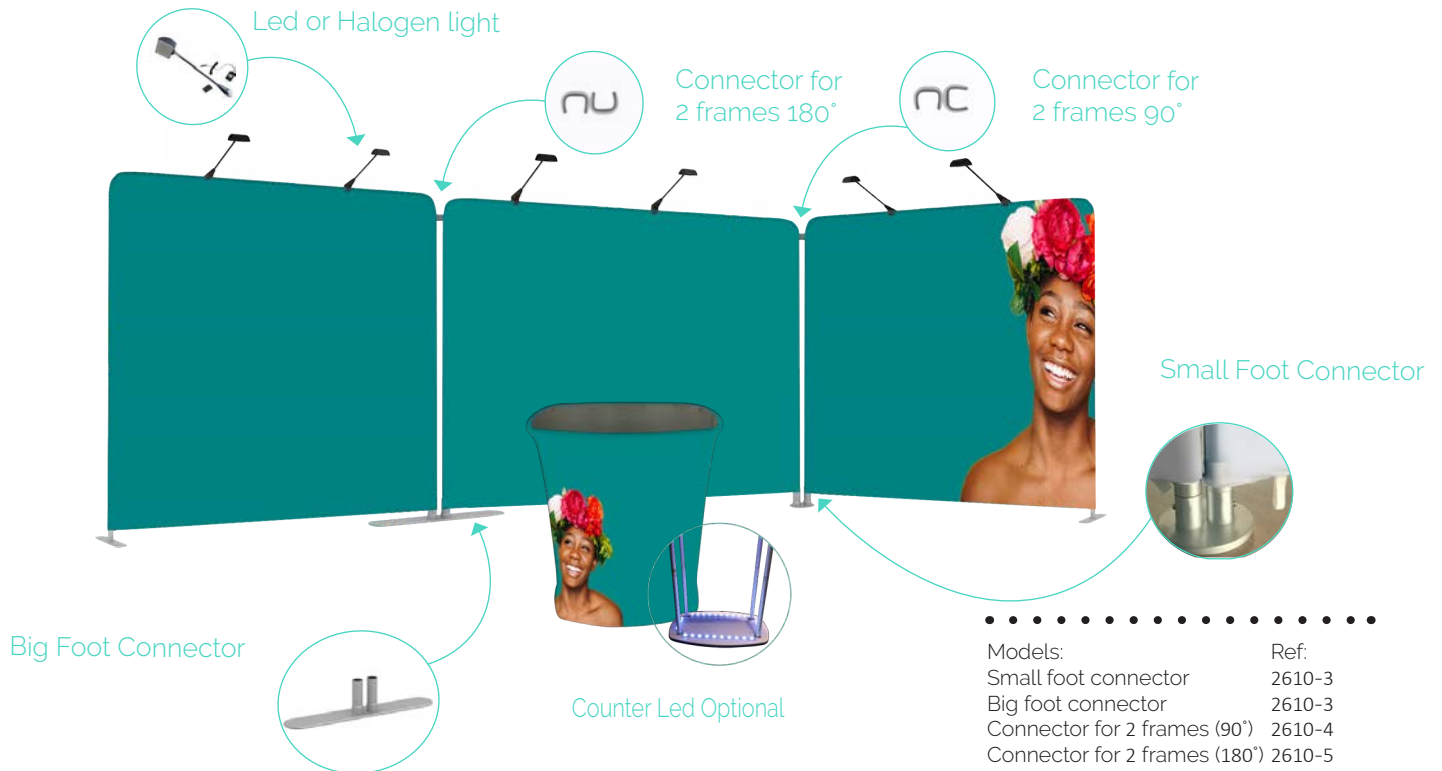 Led or Halogen light
Connector for
2 frames 180°
Connector for
2 frames 90°
Small Foot Connector
Big Foot Connector
Counter Led Optional
Models: Ref:
Small foot connector 2610-3
Big foot connector 2610-3
Connector for 2 frames (90°) 2610-4
Connector for 2 frames (180°) 2610-5